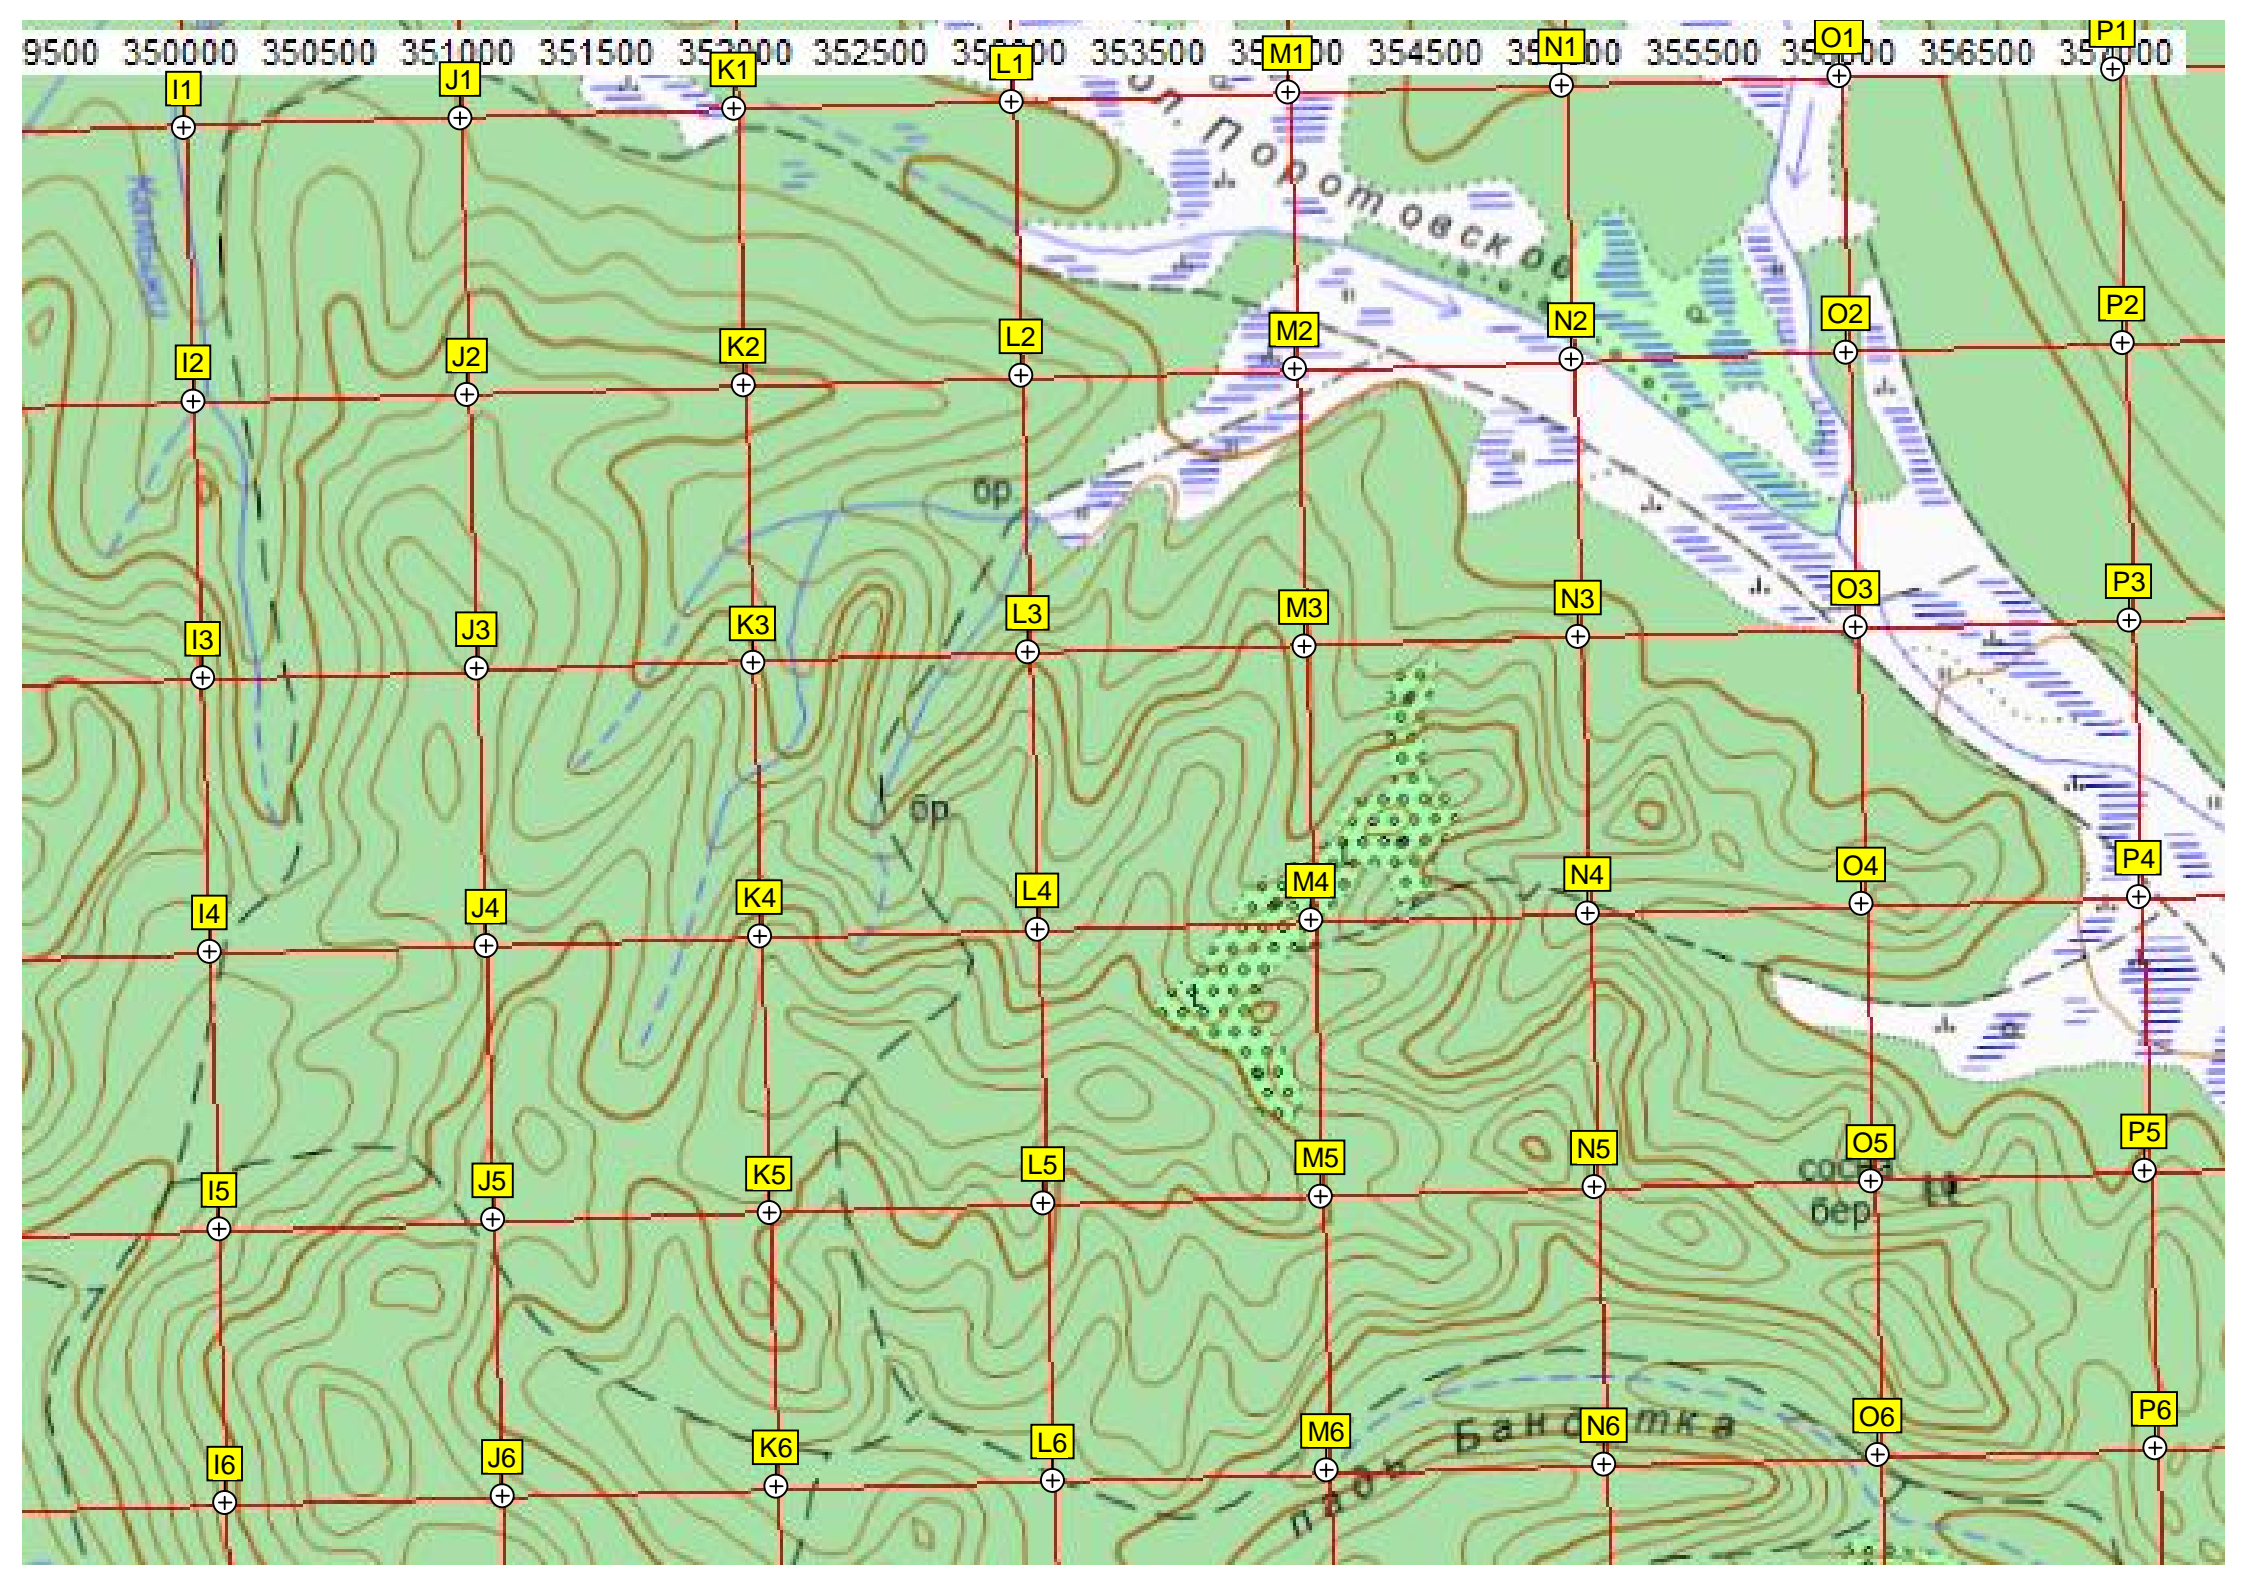 9500 350000 350500 351000 351500 352000 352500 353500 354500 355500 356500
I1 J1 K1 L1 M1 N1 O1 P1
ол. Поротовское
Камы
I2 J2 K2 L2 M2 N2 O2 P2
бр.
I3 J3 K3 L3 M3 N3 O3 P3
бр.
I4 J4 K4 L4 M4 N4 O4 P4
I5 J5 K5 L5 M5 N5 O5 P5
бер.
падь
I6 J6 K6 L6 M6 N6 O6 P6